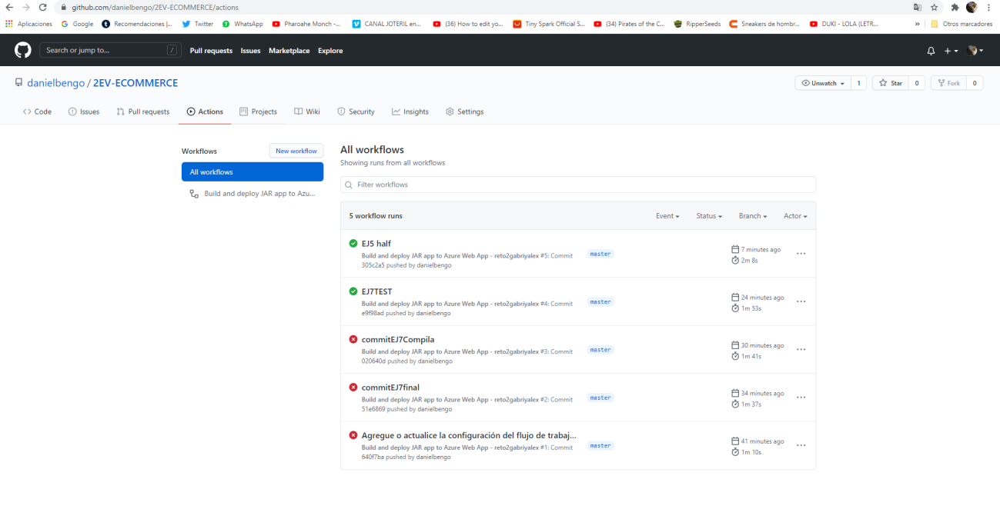 github.com/danielbengo/2EV-ECOMMERCE/actions
Aplicaciones Google Recomendaciones |... Twitter WhatsApp Pharoahe Monch -... CANAL JOTERIL en... (36) How to edit yo... Tiny Spark Official S... (34) Pirates of the C... RipperSeeds Sneakers de hombr... DUKI - LOLA (LETR... » Otros marcadores
Search or jump to... / Pull requests Issues Marketplace Explore
danielbengo / 2EV-ECOMMERCE Unwatch 1 Star 0 Fork 0
Code Issues Pull requests Actions Projects Wiki Security Insights Settings
Workflows New workflow
All workflows
Build and deploy JAR app to Azu...
All workflows
Showing runs from all workflows
Filter workflows
5 workflow runs Event Status Branch Actor
EJ5 half
Build and deploy JAR app to Azure Web App - reto2gabriyalex #5: Commit
305c2a5 pushed by danielbengo
master
7 minutes ago
2m 8s
EJ7TEST
Build and deploy JAR app to Azure Web App - reto2gabriyalex #4: Commit
e9f98ad pushed by danielbengo
master
24 minutes ago
1m 53s
commitEJ7Compila
Build and deploy JAR app to Azure Web App - reto2gabriyalex #3: Commit
020640d pushed by danielbengo
master
30 minutes ago
1m 41s
commitEJ7final
Build and deploy JAR app to Azure Web App - reto2gabriyalex #2: Commit
51e6869 pushed by danielbengo
master
34 minutes ago
1m 37s
Agregue o actualice la configuración del flujo de trabaj...
Build and deploy JAR app to Azure Web App - reto2gabriyalex #1: Commit
640f7ba pushed by danielbengo
master
41 minutes ago
1m 10s